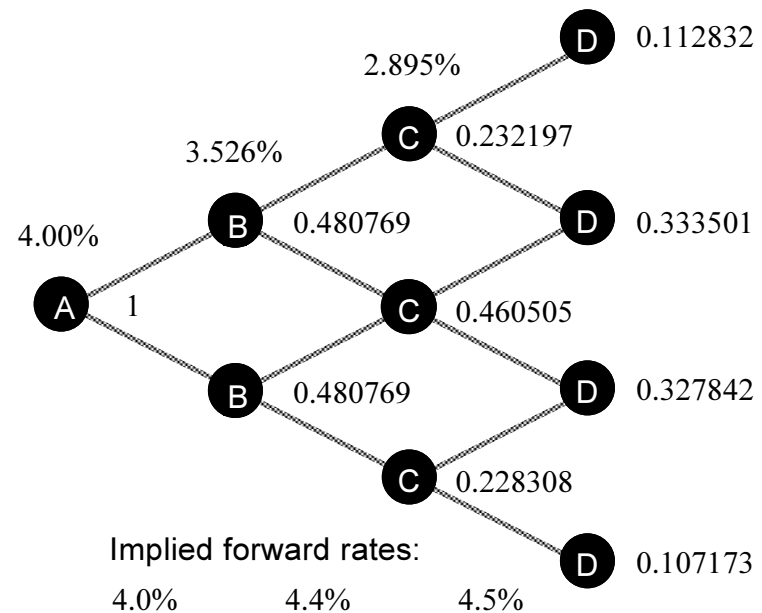 D 0.112832
2.895%
C 0.232197
3.526%
B 0.480769
D 0.333501
4.00%
A 1
C 0.460505
B 0.480769
D 0.327842
C 0.228308
D 0.107173
Implied forward rates:
4.0% 4.4% 4.5%